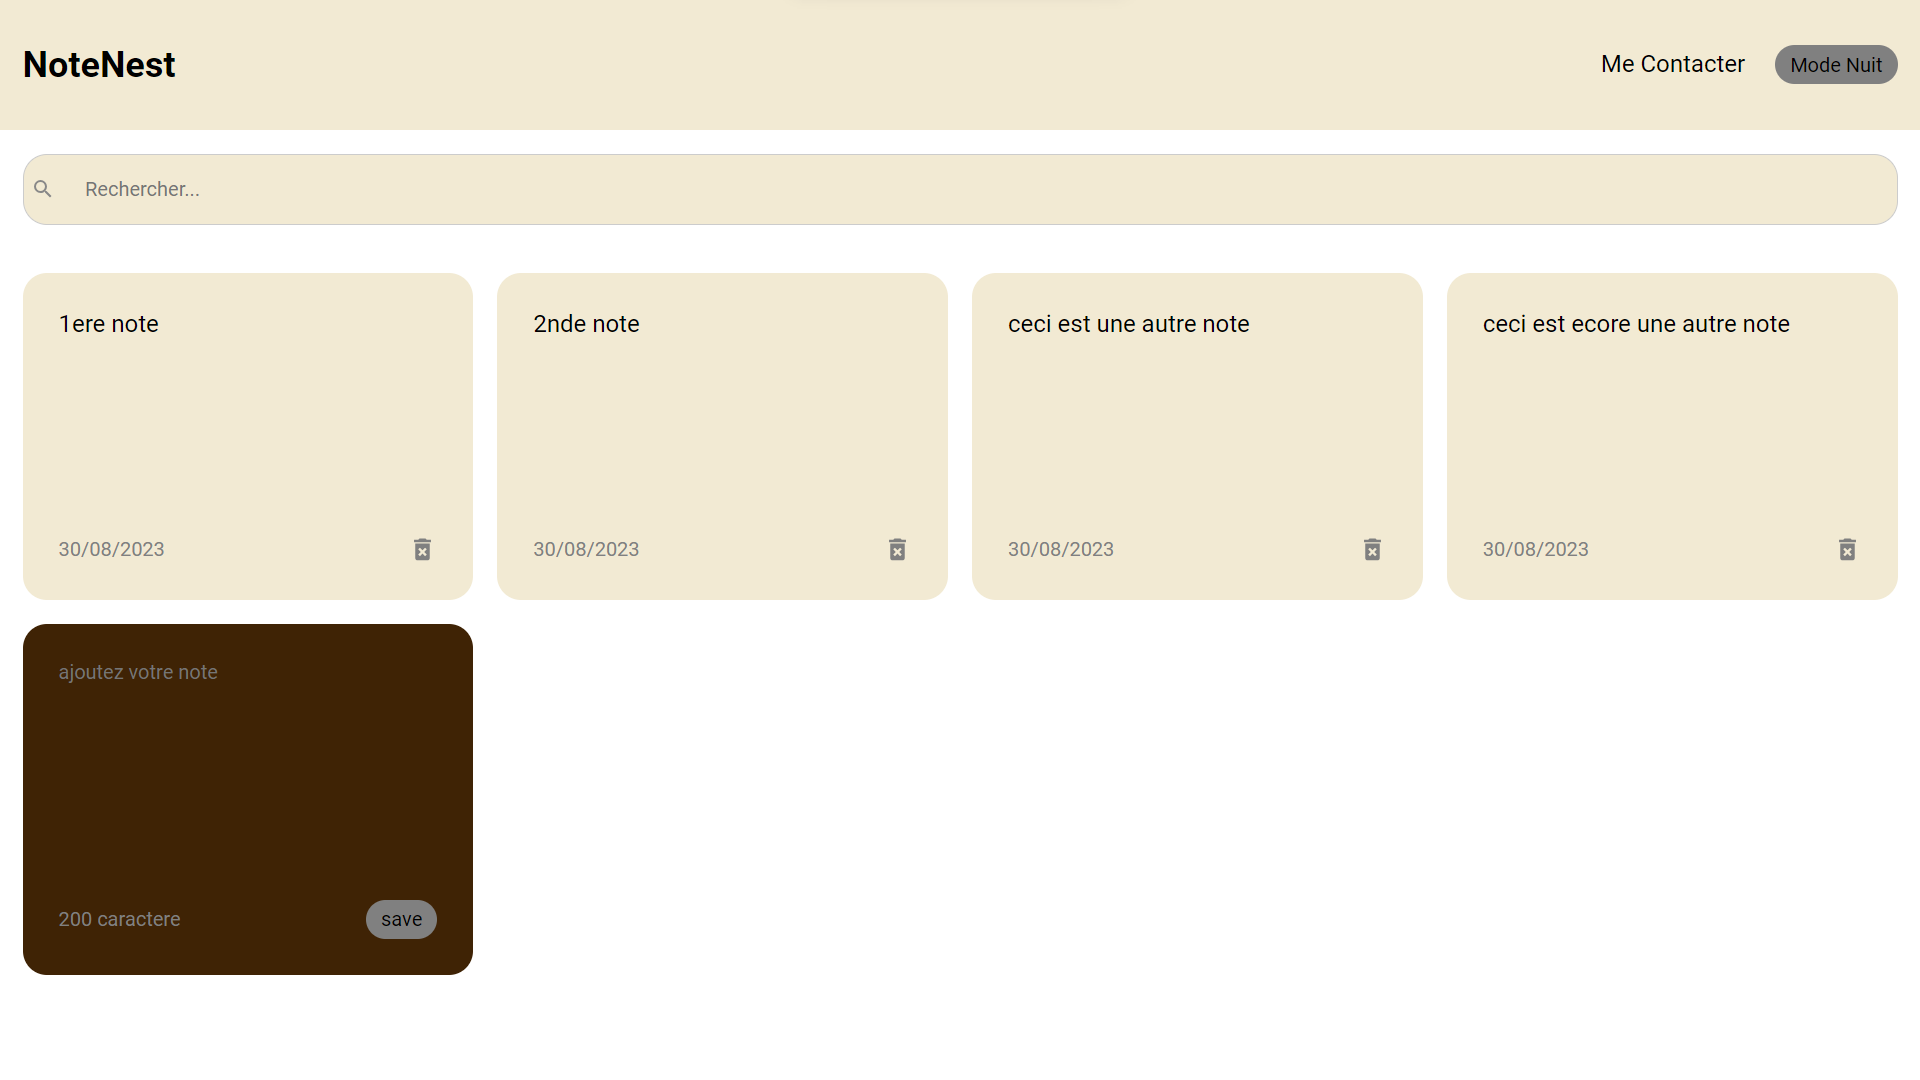 NoteNest
Me Contacter
Mode Nuit
Rechercher...
1ere note
2nde note
ceci est une autre note
ceci est ecore une autre note
30/08/2023
30/08/2023
30/08/2023
30/08/2023
ajoutez votre note
200 caractere
save